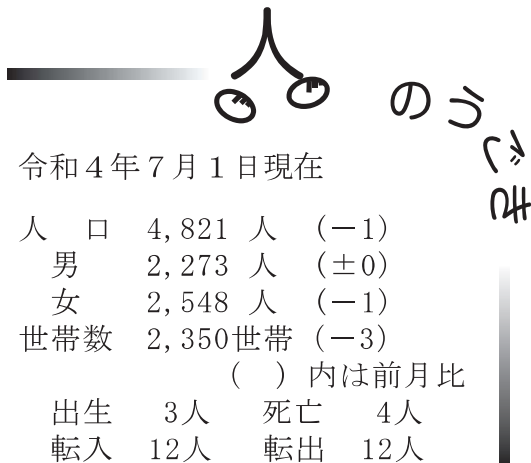 人のうごき
令和4年7月1日現在
人 口 4,821 人 (－1)
男 2,273 人 (±0)
女 2,548 人 (－1)
世帯数 2,350世帯 (－3)
( )内は前月比
出生 3人 死亡 4人
転入 12人 転出 12人